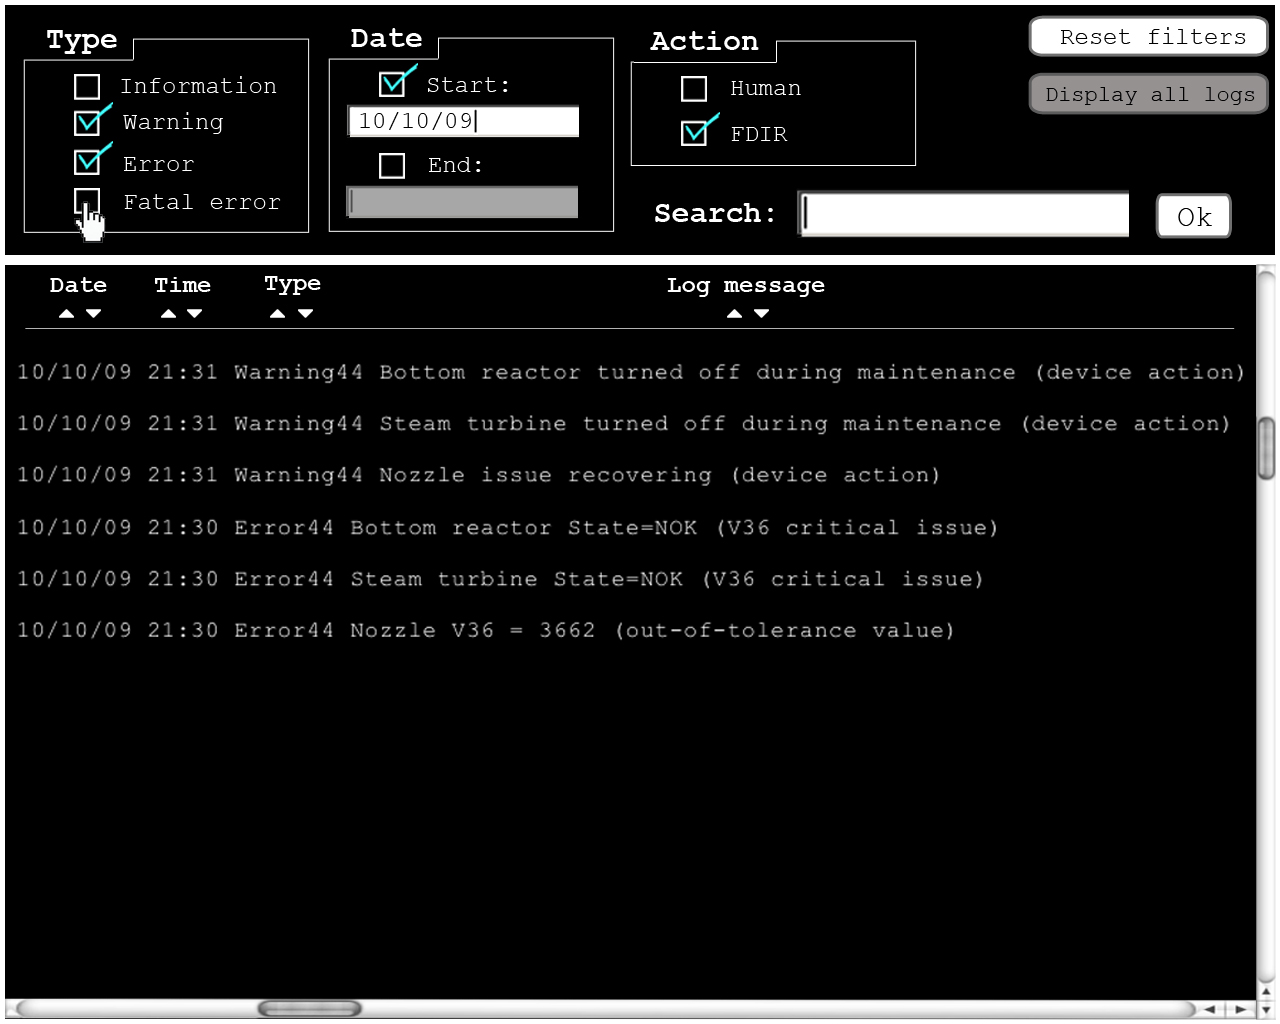 Type
Information
Warning
Error
Fatal error
Date
Start:
10/10/09
End:
Action
Human
FDIR
Reset filters
Display all logs
Search:
Ok
Date Time Type Log message
10/10/09 21:31 Warning44 Bottom reactor turned off during maintenance (device action)
10/10/09 21:31 Warning44 Steam turbine turned off during maintenance (device action)
10/10/09 21:31 Warning44 Nozzle issue recovering (device action)
10/10/09 21:30 Error44 Bottom reactor State=NOK (V36 critical issue)
10/10/09 21:30 Error44 Steam turbine State=NOK (V36 critical issue)
10/10/09 21:30 Error44 Nozzle V36 = 3662 (out-of-tolerance value)